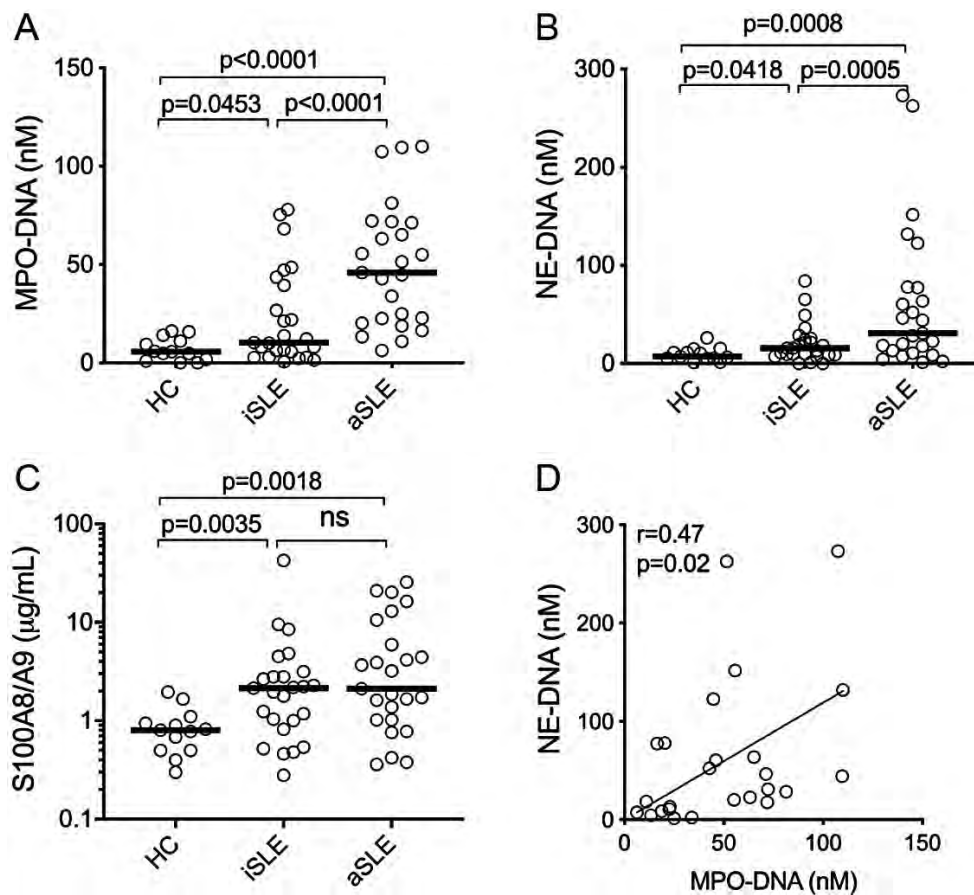 A
p<0.0001
p=0.0453
p<0.0001
150
100
50
0
MPO-DNA (nM)
HC
iSLE
aSLE
B
p=0.0008
p=0.0418
p=0.0005
300
200
100
0
NE-DNA (nM)
HC
iSLE
aSLE
C
p=0.0018
p=0.0035
ns
100
10
1
0.1
S100A8/A9 (µg/mL)
HC
iSLE
aSLE
D
r=0.47
p=0.02
300
200
100
0
NE-DNA (nM)
0
50
100
150
MPO-DNA (nM)